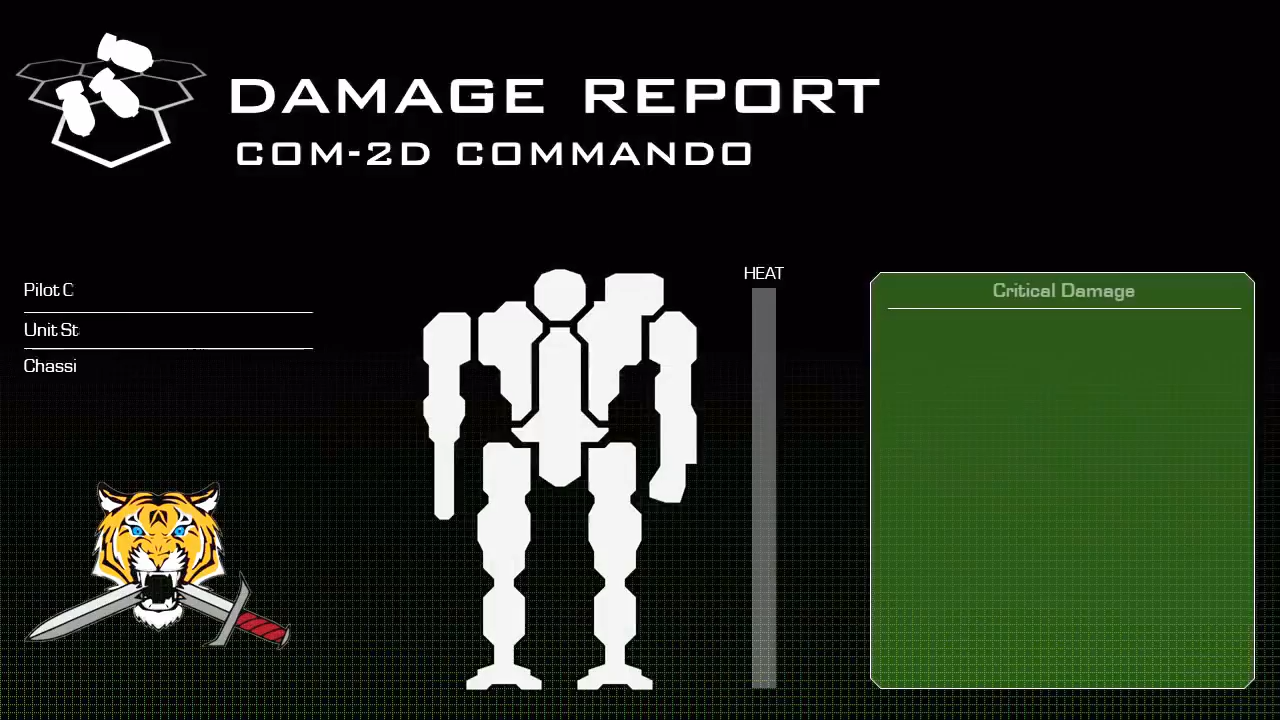 DAMAGE REPORT
COM-2D COMMANDO
HEAT
Pilot C
Critical Damage
Unit St
Chassi